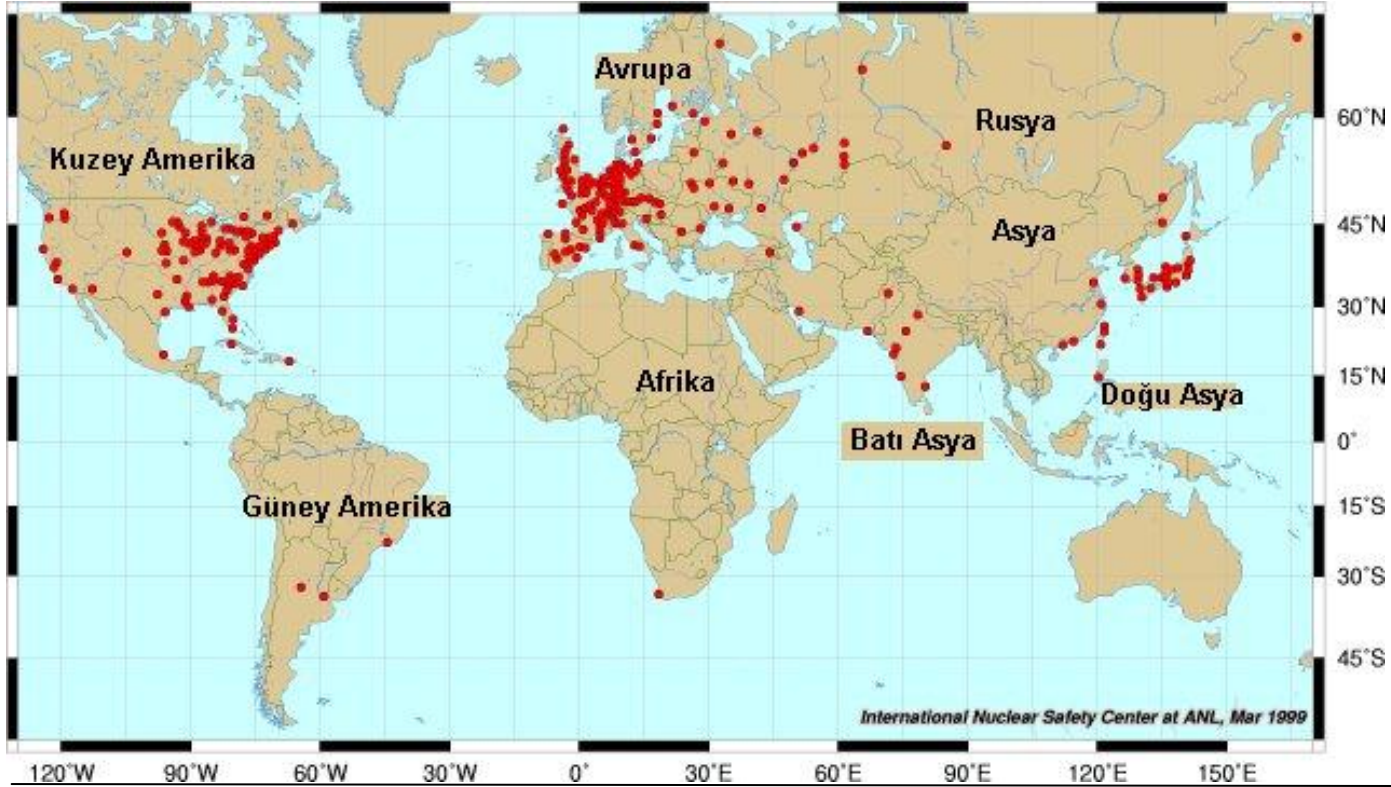 Avrupa
Rusya
60°N
Kuzey Amerika
Asya
45°N
30°N
Afrika
15°N
Doğu Asya
Batı Asya
0°
Güney Amerika
15°S
30°S
45°S
International Nuclear Safety Center at ANL, Mar 1999
120°W 90°W 60°W 30°W 0° 30°E 60°E 90°E 120°E 150°E